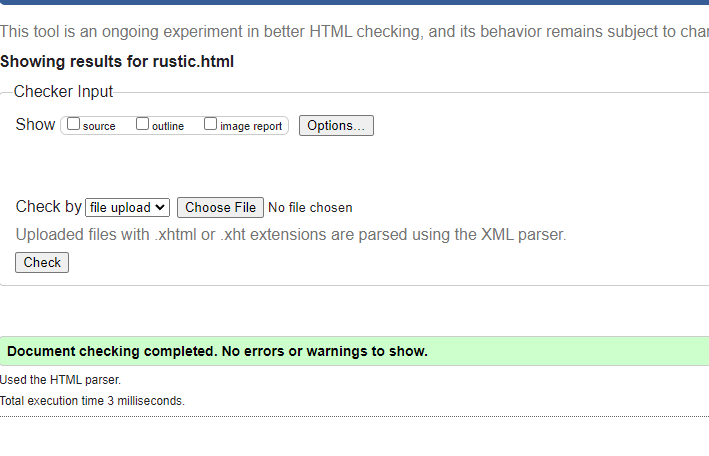 This tool is an ongoing experiment in better HTML checking, and its behavior remains subject to
Showing results for rustic.html
Checker Input
Show source outline image report Options...
Check by file upload Choose File No file chosen
Uploaded files with .xhtml or .xht extensions are parsed using the XML parser.
Check
Document checking completed. No errors or warnings to show.
Used the HTML parser.
Total execution time 3 milliseconds.